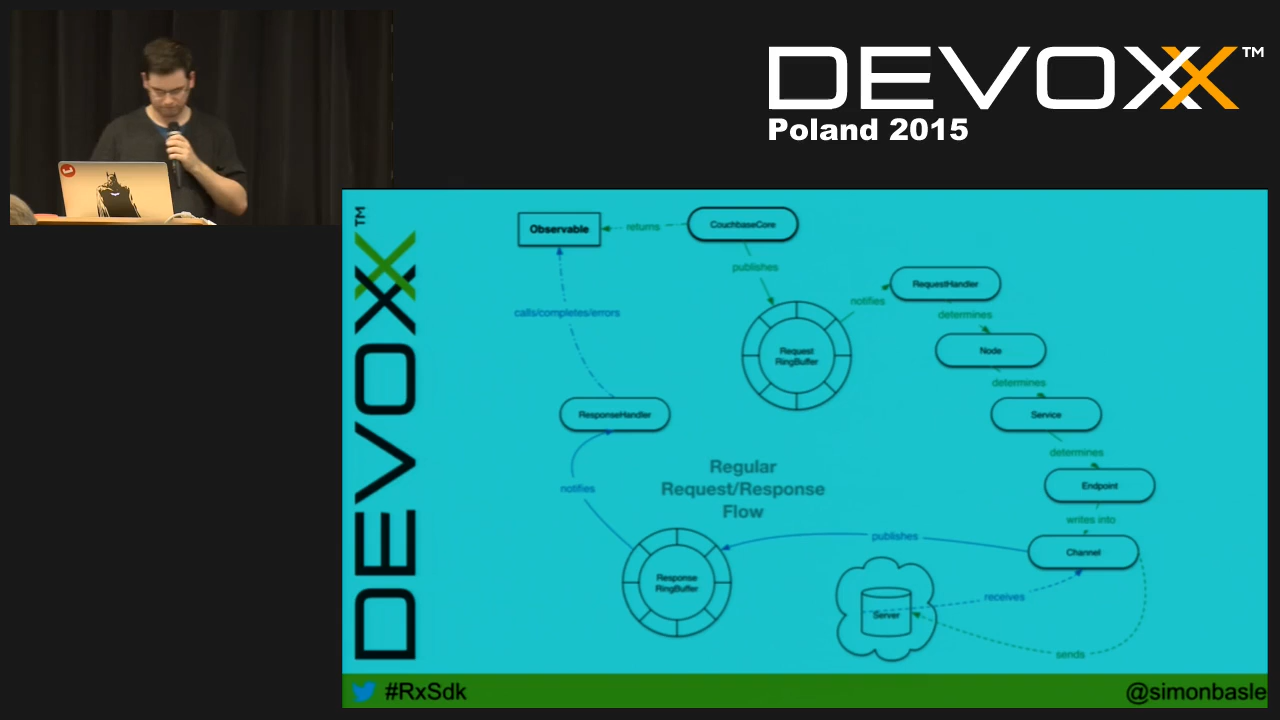 DEVOXX™
Poland 2015
DEVOXX™
Observable
returns
CouchbaseCore
publishes
RequestHandler
notifies
determines
calls/completes/errors
Node
Request
RingBuffer
determines
ResponseHandler
Service
determines
Regular
Request/Response
Flow
Endpoint
notifies
writes into
publishes
Channel
Response
RingBuffer
receives
Server
sends
#RxSdk
@simonbasle